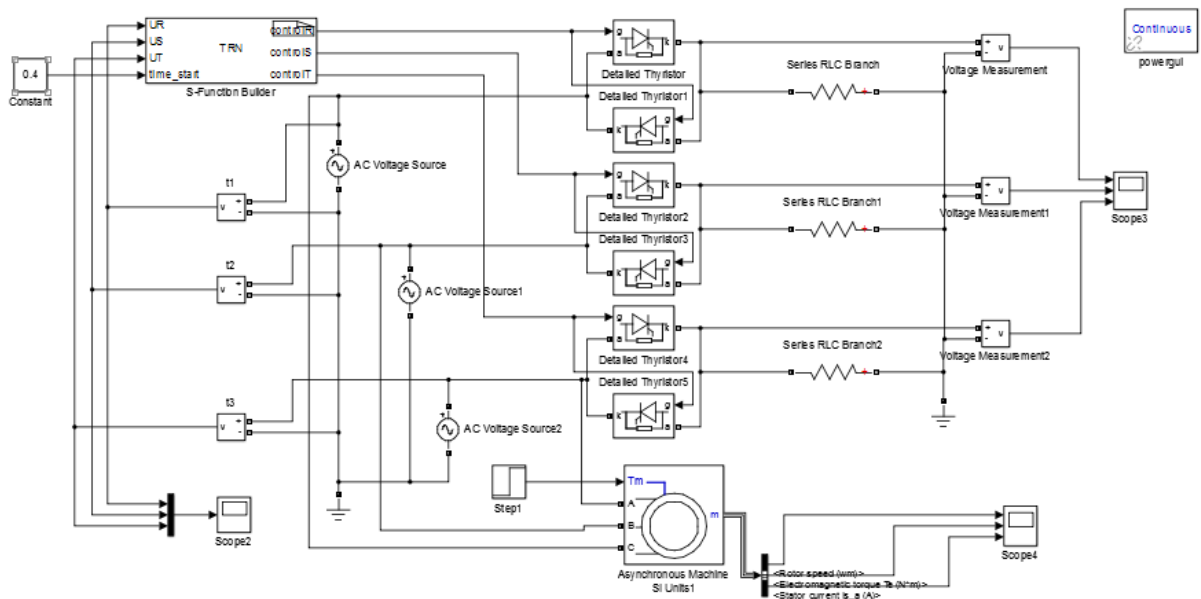 UR
US
UT
time_start
TRN
controlR
controlS
controlT
S-Function Builder
0.4
Constant
g
a
k
Detailed Thyristor
Detailed Thyristor1
k
g
a
Series RLC Branch
+
-
v
Voltage Measurement
Continuous
powergui
+
AC Voltage Source
t1
v
+
-
g
a
k
Detailed Thyristor2
Detailed Thyristor3
k
g
a
Series RLC Branch1
+
-
v
Voltage Measurement1
Scope3
t2
v
+
-
+
AC Voltage Source1
g
a
k
Detailed Thyristor4
Detailed Thyristor5
k
g
a
Series RLC Branch2
+
-
v
Voltage Measurement2
t3
v
+
-
+
AC Voltage Source2
Scope2
Step1
Tm
A
B
C
m
Asynchronous Machine
SI Units1
<Rotor speed (wm)>
<Electromagnetic torque Te (N*m)>
<Stator current is_a (A)>
Scope4